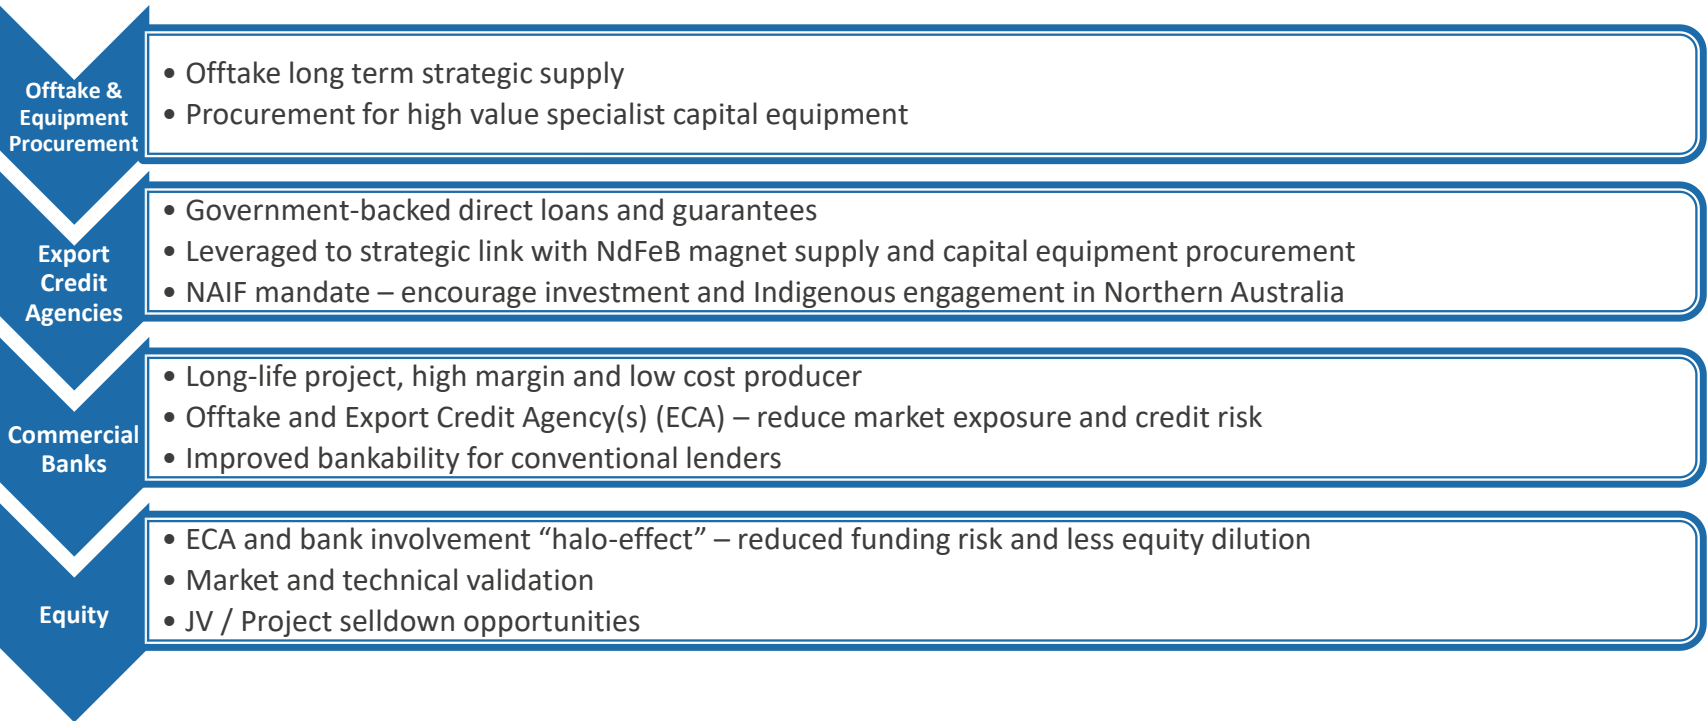 Offtake &
Equipment
Procurement
• Offtake long term strategic supply
• Procurement for high value specialist capital equipment
Export
Credit
Agencies
• Government-backed direct loans and guarantees
• Leveraged to strategic link with NdFeB magnet supply and capital equipment procurement
• NAIF mandate – encourage investment and Indigenous engagement in Northern Australia
Commercial
Banks
• Long-life project, high margin and low cost producer
• Offtake and Export Credit Agency(s) (ECA) – reduce market exposure and credit risk
• Improved bankability for conventional lenders
Equity
• ECA and bank involvement “halo-effect” – reduced funding risk and less equity dilution
• Market and technical validation
• JV / Project selldown opportunities